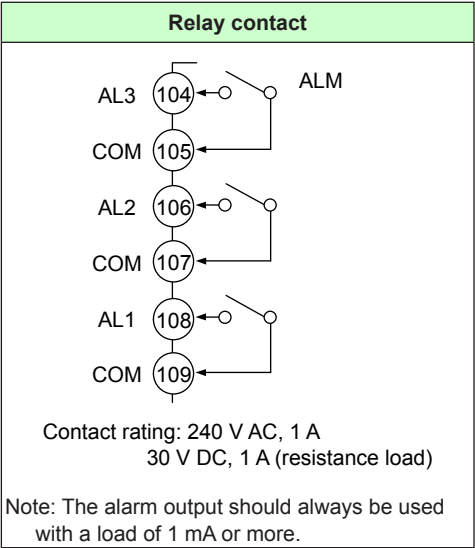 Relay contact
ALM
AL3 104
COM 105
AL2 106
COM 107
AL1 108
COM 109
Contact rating: 240 V AC, 1 A
30 V DC, 1 A (resistance load)
Note: The alarm output should always be used
with a load of 1 mA or more.